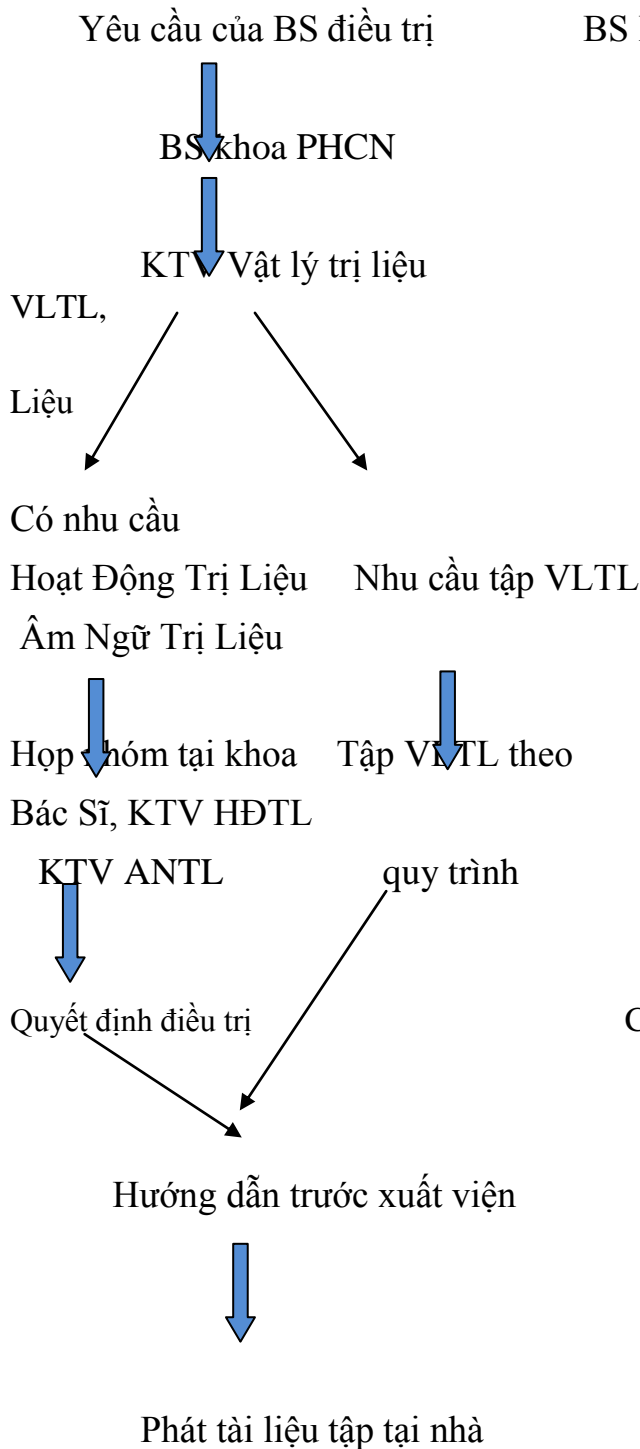 Yêu cầu của BS điều trị BS
BS khoa PHCN
KTV Vật lý trị liệu
VLTL,
Liệu
Có nhu cầu
Hoạt Động Trị Liệu Nhu cầu tập VLTL
Âm Ngữ Trị Liệu
Họp nhóm tại khoa Tập VLTL theo
Bác Sĩ, KTV HĐTL
KTV ANTL quy trình
Quyết định điều trị
Hướng dẫn trước xuất viện
Phát tài liệu tập tại nhà